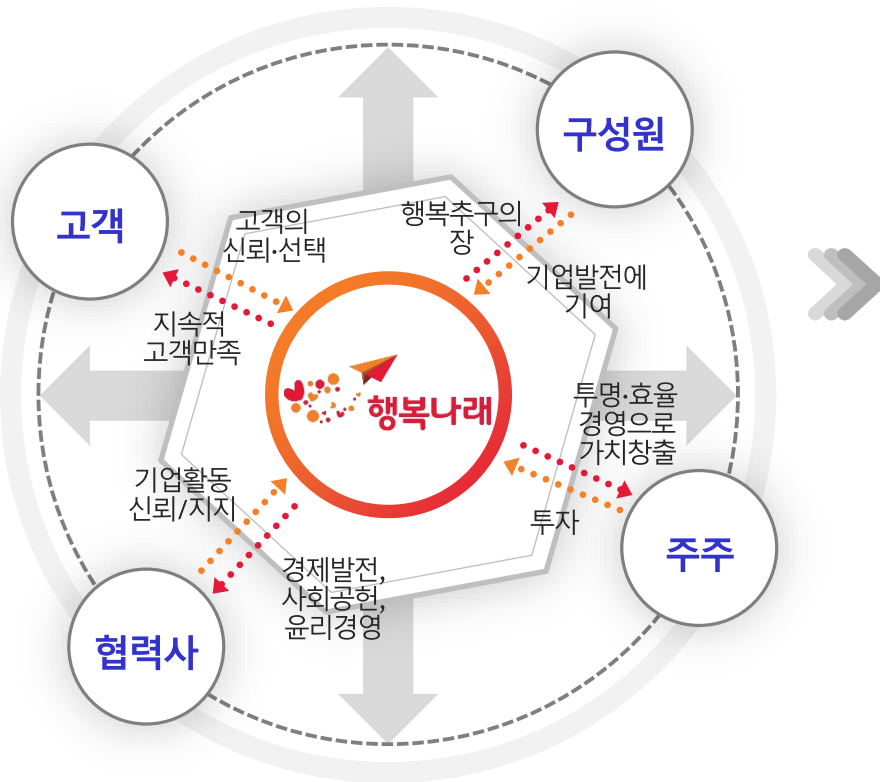 구성원
고객
고객의
신뢰·선택
행복추구의
장
기업발전에
기여
지속적
고객만족
행복나래
투명·효율
경영으로
가치창출
기업활동
신뢰/지지
투자
주주
경제발전,
사회공헌,
윤리경영
협력사